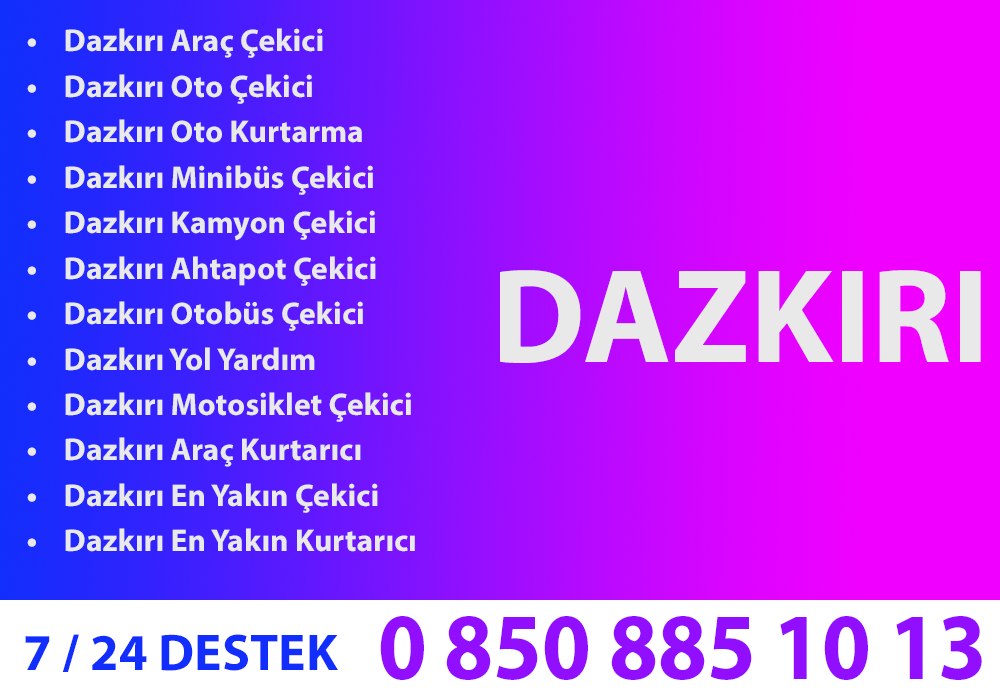 • Dazkırı Araç Çekici
• Dazkırı Oto Çekici
• Dazkırı Oto Kurtarma
• Dazkırı Minibüs Çekici
• Dazkırı Kamyon Çekici
• Dazkırı Ahtapot Çekici
• Dazkırı Otobüs Çekici
• Dazkırı Yol Yardım
• Dazkırı Motosiklet Çekici
• Dazkırı Araç Kurtarıcı
• Dazkırı En Yakın Çekici
• Dazkırı En Yakın Kurtarıcı
DAZKIRI
7 / 24 DESTEK
0 850 885 10 13